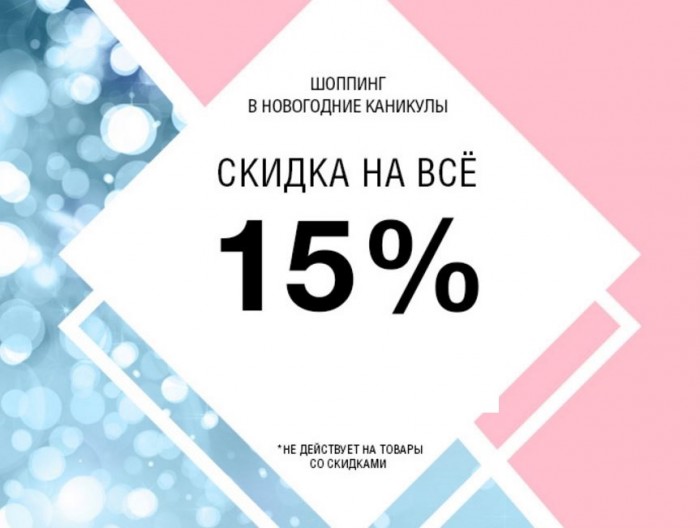 ШОППИНГ
В НОВОГОДНИЕ КАНИКУЛЫ
СКИДКА НА ВСЁ
15%
*НЕ ДЕЙСТВУЕТ НА ТОВАРЫ
СО СКИДКАМИ